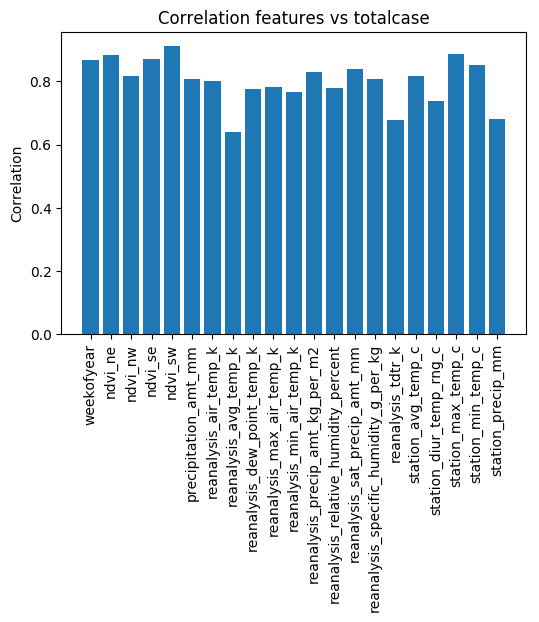 Correlation features vs totalcase
Correlation
0.8
0.6
0.4
0.2
0.0
weekofyear
ndvi_ne
ndvi_nw
ndvi_se
ndvi_sw
precipitation_amt_mm
reanalysis_air_temp_k
reanalysis_avg_temp_k
reanalysis_dew_point_temp_k
reanalysis_max_air_temp_k
reanalysis_min_air_temp_k
reanalysis_precip_amt_kg_per_m2
reanalysis_relative_humidity_percent
reanalysis_sat_precip_amt_mm
reanalysis_specific_humidity_g_per_kg
reanalysis_tdtr_k
station_avg_temp_c
station_diur_temp_rng_c
station_max_temp_c
station_min_temp_c
station_precip_mm